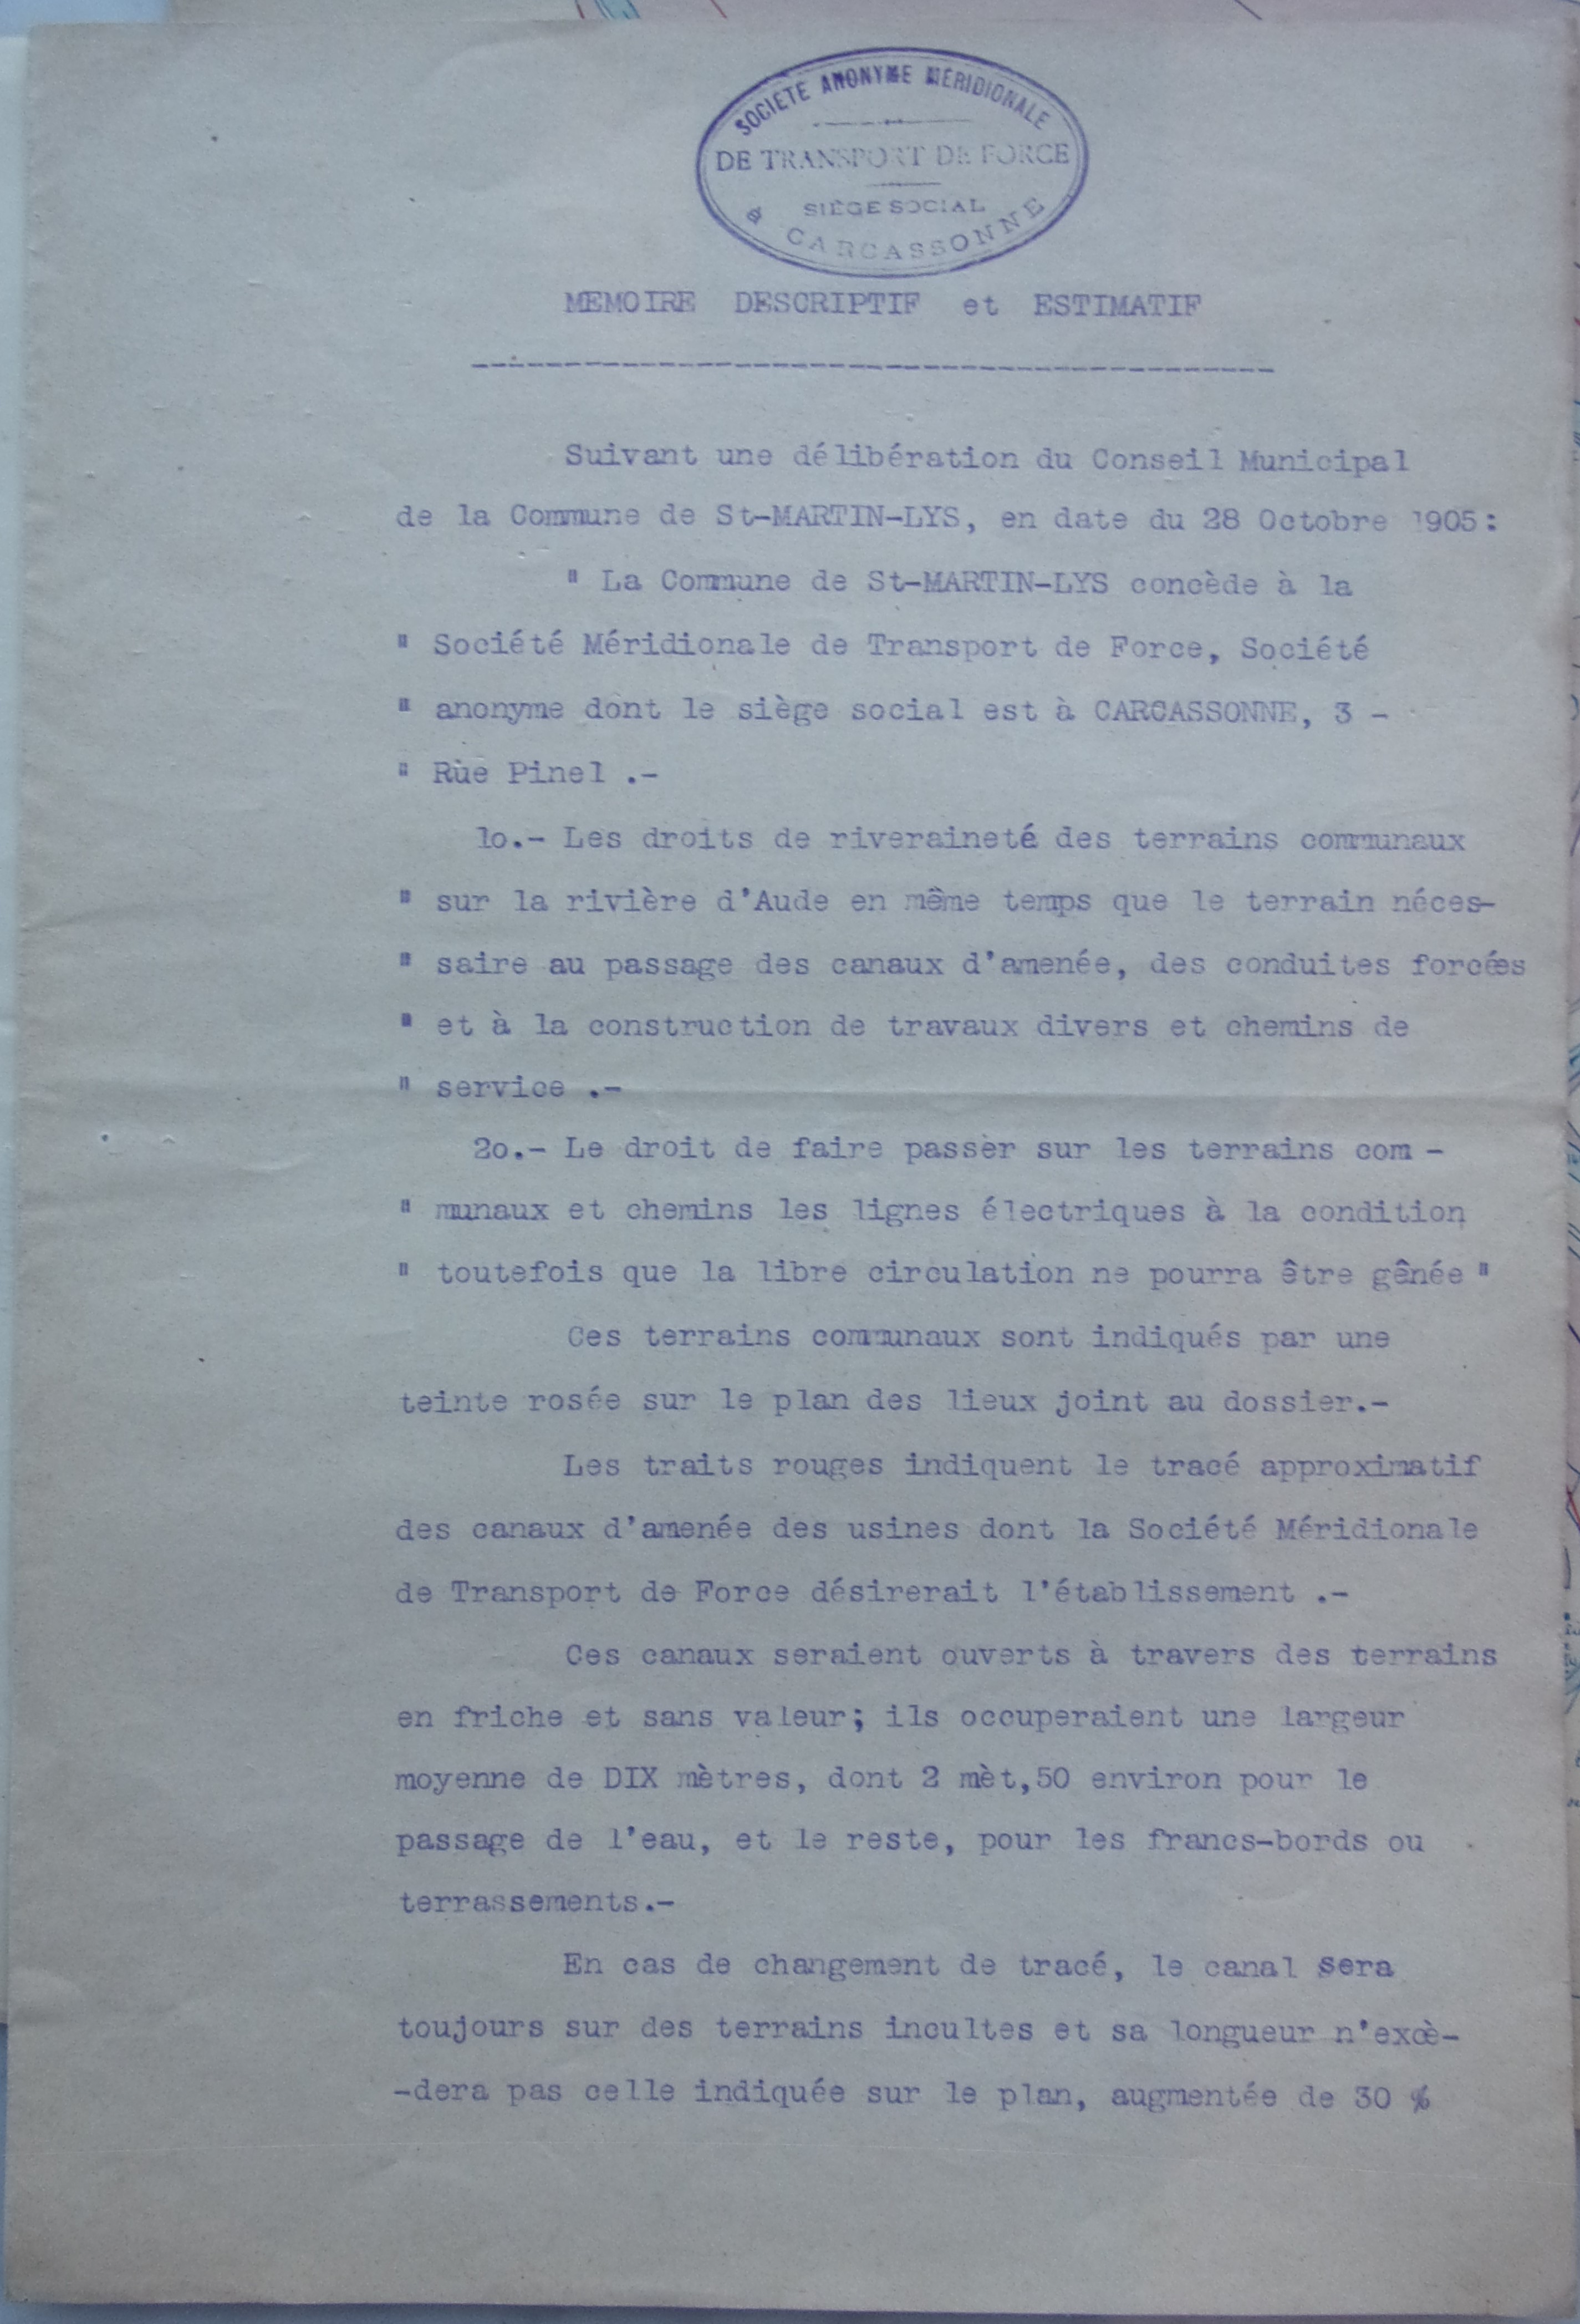 SOCIÉTÉ ANONYME MÉRIDIONALE
DE TRANSPORT DE FORCE
SIÈGE SOCIAL
CARCASSONNE
MEMOIRE DESCRIPTIF et ESTIMATIF
Suivant une délibération du Conseil Municipal
de la Commune de St-MARTIN-LYS, en date du 28 Octobre 1905:
" La Commune de St-MARTIN-LYS concède à la
" Société Méridionale de Transport de Force, Société
" anonyme dont le siège social est à CARCASSONNE, 3 -
" Rue Pinel .-
1o.- Les droits de riveraineté des terrains communaux
" sur la rivière d'Aude en même temps que le terrain néces-
" saire au passage des canaux d'amenée, des conduites forcées
" et à la construction de travaux divers et chemins de
" service .-
2o.- Le droit de faire passer sur les terrains com -
" munaux et chemins les lignes électriques à la condition
" toutefois que la libre circulation ne pourra être gênée "
Ces terrains communaux sont indiqués par une
teinte rosée sur le plan des lieux joint au dossier.-
Les traits rouges indiquent le tracé approximatif
des canaux d'amenée des usines dont la Société Méridionale
de Transport de Force désirerait l'établissement .-
Ces canaux seraient ouverts à travers des terrains
en friche et sans valeur; ils occuperaient une largeur
moyenne de DIX mètres, dont 2 mèt,50 environ pour le
passage de l'eau, et le reste, pour les francs-bords ou
terrassements.-
En cas de changement de tracé, le canal sera
toujours sur des terrains incultes et sa longueur n'excè-
-dera pas celle indiquée sur le plan, augmentée de 30 %